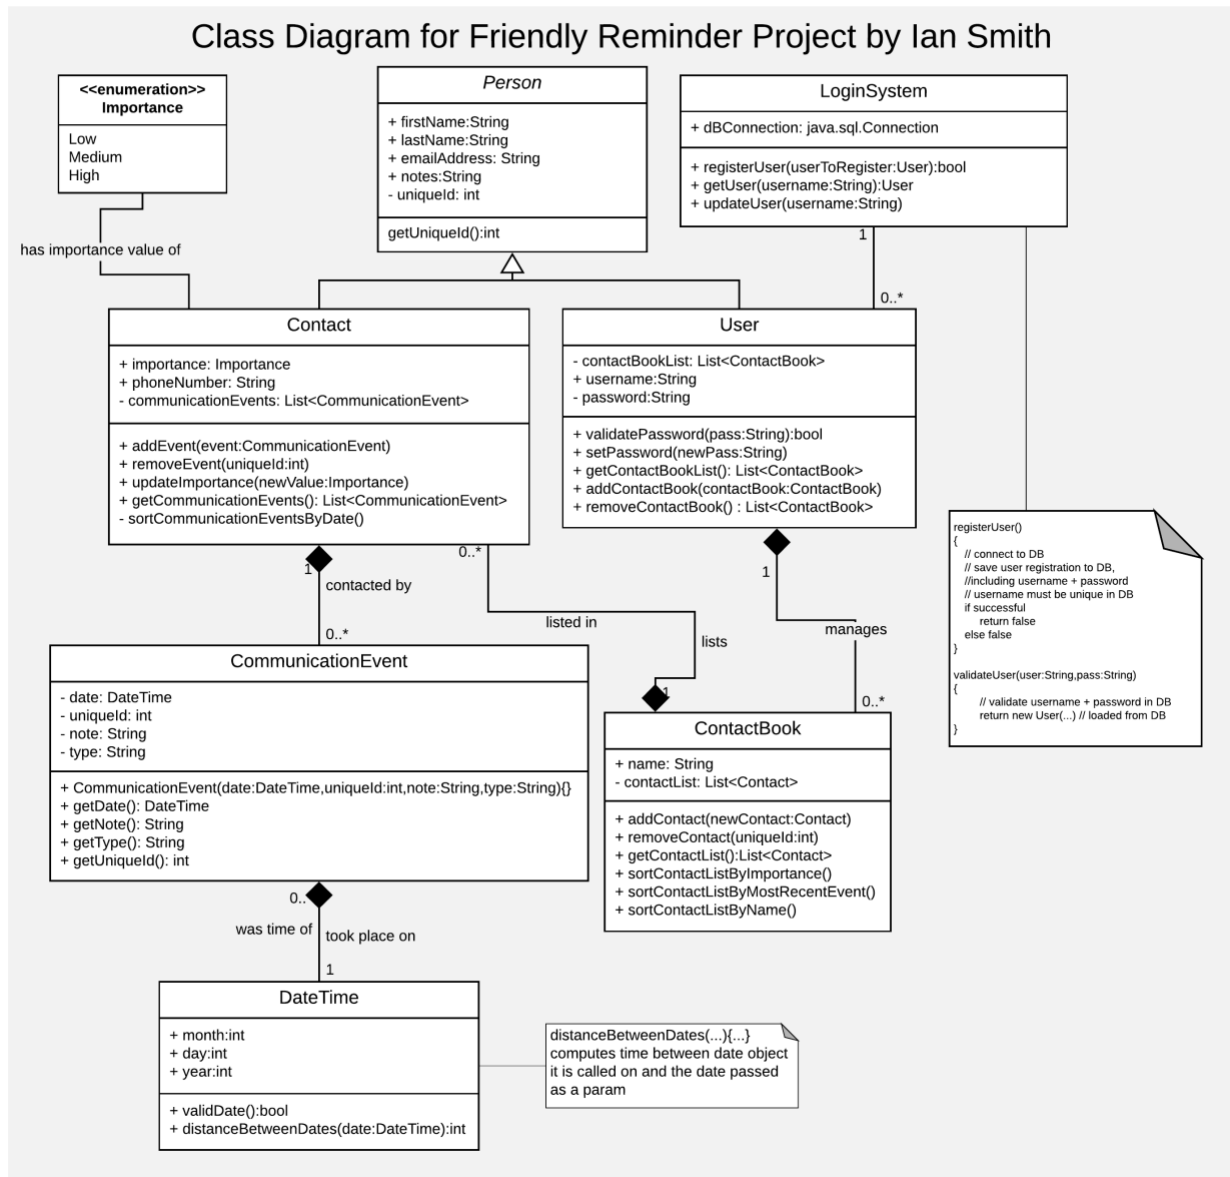 Class Diagram for Friendly Reminder Project by Ian Smith
<<enumeration>>
Importance
Low
Medium
High
has importance value of
Person
+ firstName:String
+ lastName:String
+ emailAddress: String
+ notes:String
- uniqueId: int
getUniqueId():int
LoginSystem
+ dBConnection: java.sql.Connection
+ registerUser(userToRegister:User):bool
+ getUser(username:String):User
+ updateUser(username:String)
1
0..*
Contact
+ importance: Importance
+ phoneNumber: String
- communicationEvents: List<CommunicationEvent>
+ addEvent(event:CommunicationEvent)
+ removeEvent(uniqueId:int)
+ updateImportance(newValue:Importance)
+ getCommunicationEvents(): List<CommunicationEvent>
- sortCommunicationEventsByDate()
User
- contactBookList: List<ContactBook>
+ username:String
- password:String
+ validatePassword(pass:String):bool
+ setPassword(newPass:String)
+ getContactBookList(): List<ContactBook>
+ addContactBook(contactBook:ContactBook)
+ removeContactBook() : List<ContactBook>
registerUser()
{
// connect to DB
// save user registration to DB,
//including username + password
// username must be unique in DB
if successful
return false
else false
}
validateUser(user:String,pass:String)
{
// validate username + password in DB
return new User(...) // loaded from DB
}
1
contacted by
0..*
0..*
listed in
lists
1
1
manages
0..*
CommunicationEvent
- date: DateTime
- uniqueId: int
- note: String
- type: String
+ CommunicationEvent(date:DateTime,uniqueId:int,note:String,type:String){}
+ getDate(): DateTime
+ getNote(): String
+ getType(): String
+ getUniqueId(): int
ContactBook
+ name: String
- contactList: List<Contact>
+ addContact(newContact:Contact)
+ removeContact(uniqueId:int)
+ getContactList():List<Contact>
+ sortContactListByImportance()
+ sortContactListByMostRecentEvent()
+ sortContactListByName()
0..
was time of
took place on
1
DateTime
+ month:int
+ day:int
+ year:int
+ validDate():bool
+ distanceBetweenDates(date:DateTime):int
distanceBetweenDates(...){...}
computes time between date object
it is called on and the date passed
as a param